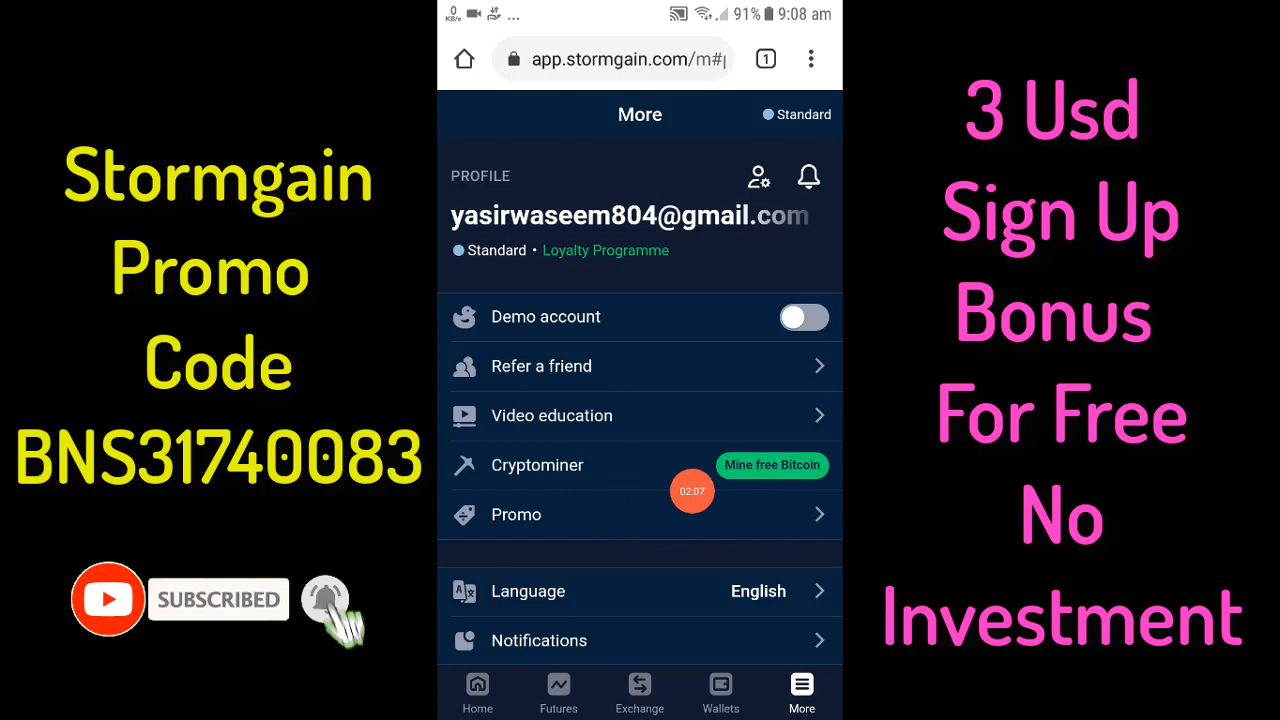 Stormgain
Promo
Code
BNS31740083
SUBSCRIBED
0
KB/s
...
91%
9:08 am
app.stormgain.com/m#p
1
More
Standard
PROFILE
yasirwaseem804@gmail.com
Standard • Loyalty Programme
Demo account
Refer a friend
Video education
Cryptominer
Mine free Bitcoin
02:07
Promo
Language
English
Notifications
Home
Futures
Exchange
Wallets
More
3 Usd
Sign Up
Bonus
For Free
No
Investment